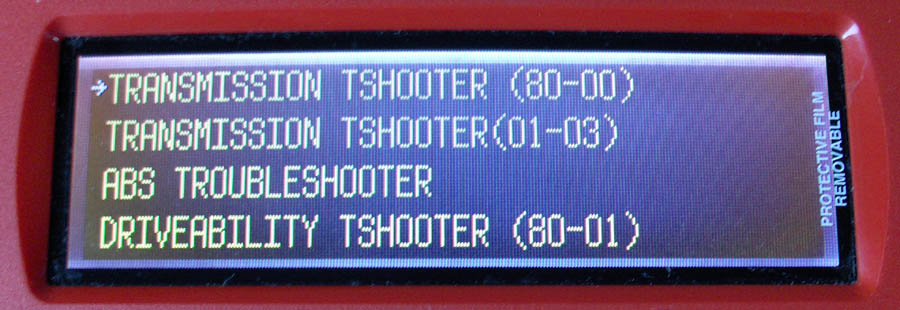 →TRANSMISSION TSHOOTER (80-00)
TRANSMISSION TSHOOTER(01-03)
ABS TROUBLESHOOTER
DRIVEABILITY TSHOOTER (80-01)
PROTECTIVE FILM
REMOVABLE